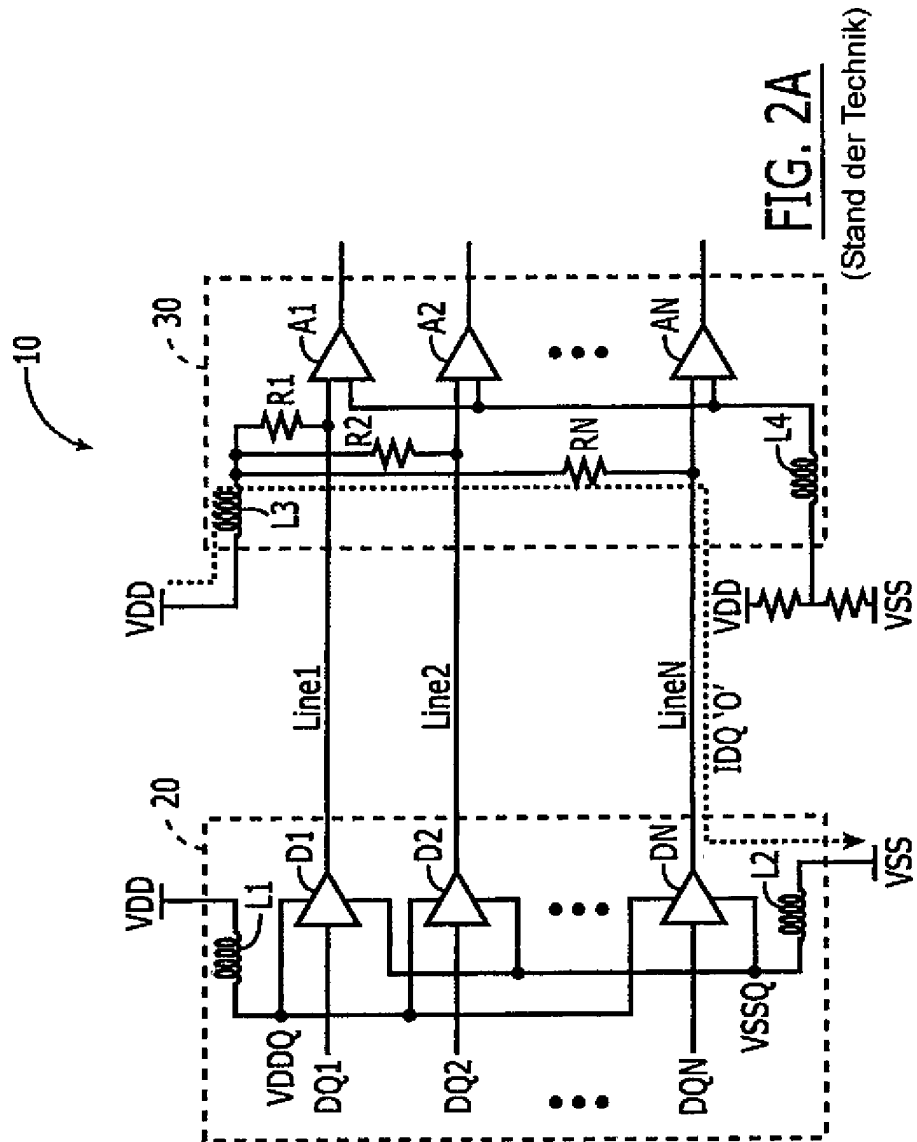 10
20
30
VDD
VDD
L1
L3
R1
D1
A1
VDDQ
DQ1
Line1
R2
D2
A2
DQ2
Line2
RN
DN
AN
DQN
LineN
IDQ 'O'
VSSQ
L2
L4
VSS
VDD
VSS
FIG. 2A
(Stand der Technik)